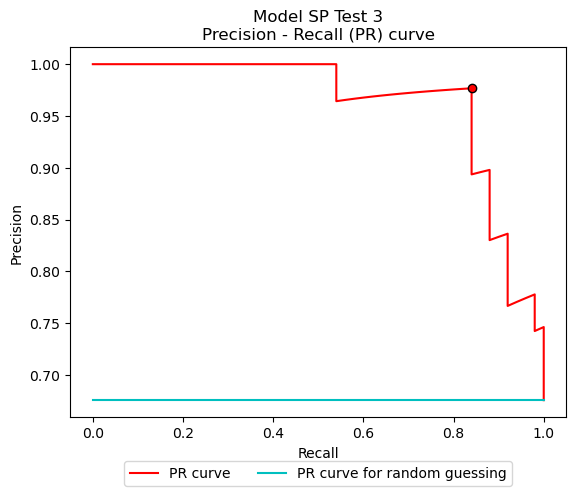 Model SP Test 3
Precision - Recall (PR) curve
1.00
0.95
0.90
0.85
0.80
0.75
0.70
Precision
0.0
0.2
0.4
0.6
0.8
1.0
Recall
PR curve
PR curve for random guessing